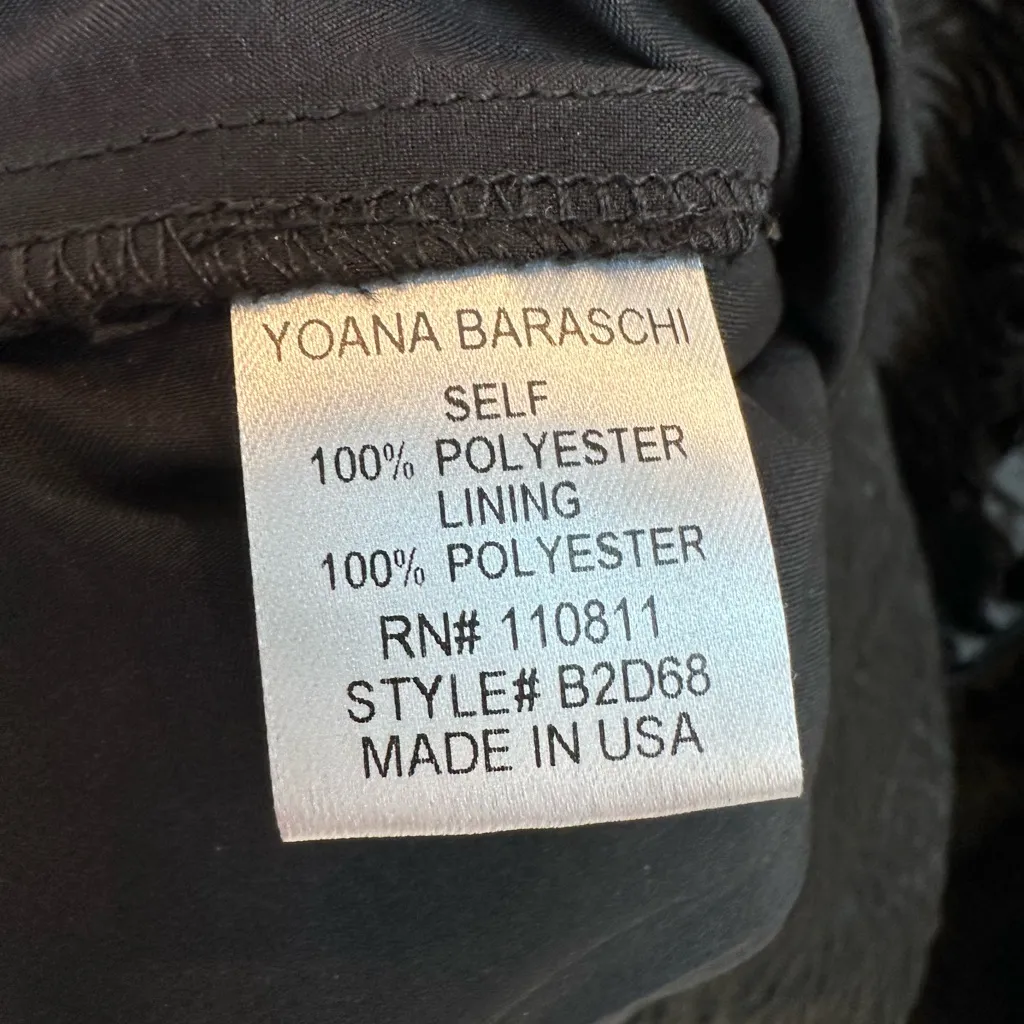 YOANA BARASCHI
SELF
100% POLYESTER
LINING
100% POLYESTER
RN# 110811
STYLE# B2D68
MADE IN USA